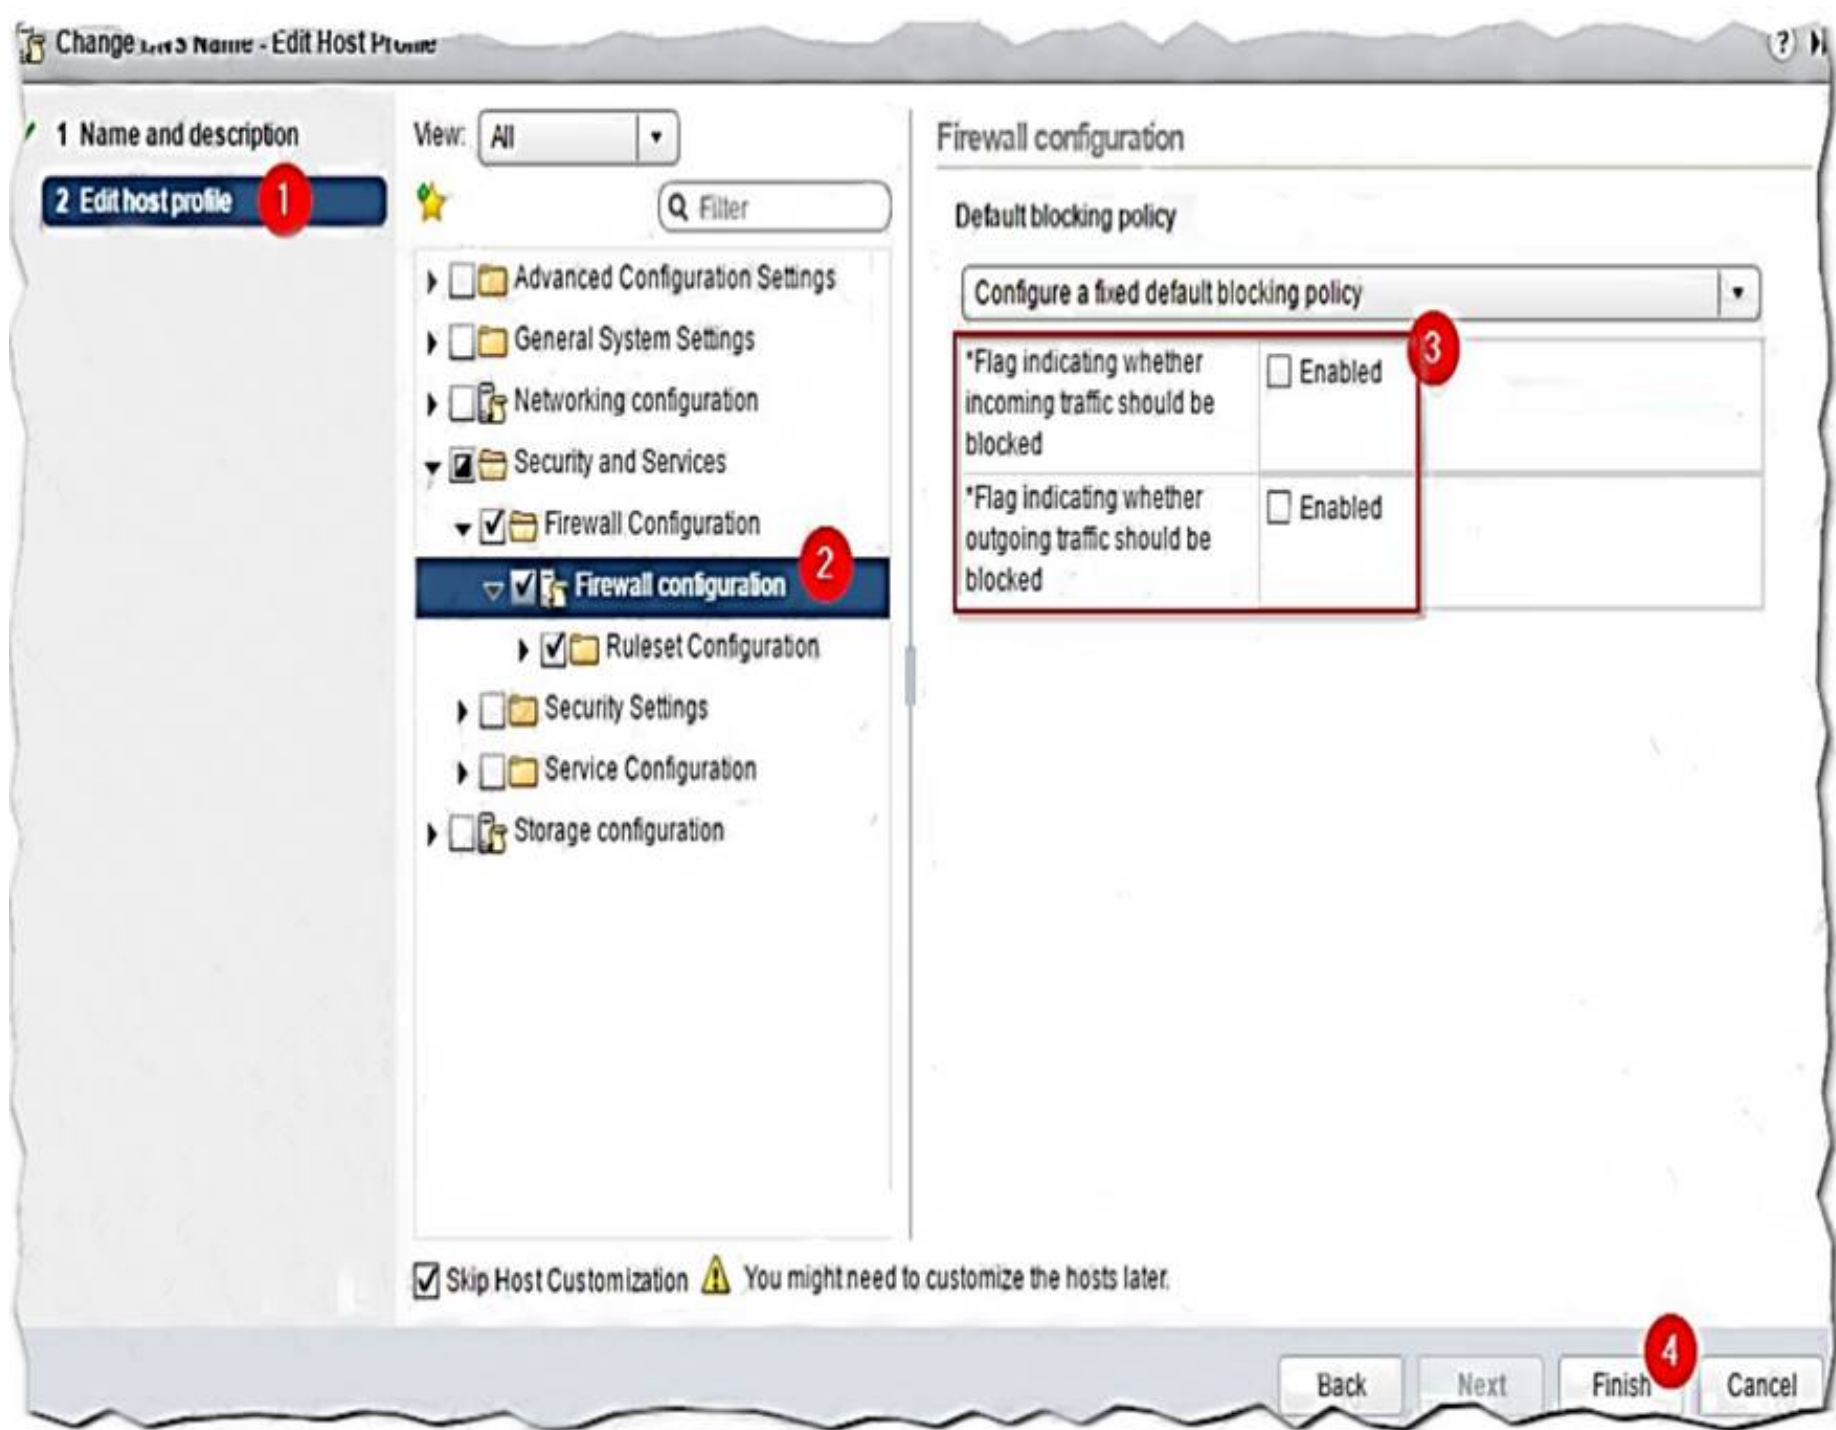 Change DNS Name - Edit Host Profile
?
1 Name and description
2 Edit host profile
1
View:
All
Filter
Advanced Configuration Settings
General System Settings
Networking configuration
Security and Services
Firewall Configuration
Firewall configuration
2
Ruleset Configuration
Security Settings
Service Configuration
Storage configuration
Firewall configuration
Default blocking policy
Configure a fixed default blocking policy
3
*Flag indicating whether
incoming traffic should be
blocked
Enabled
*Flag indicating whether
outgoing traffic should be
blocked
Enabled
Skip Host Customization
You might need to customize the hosts later.
4
Back
Next
Finish
Cancel